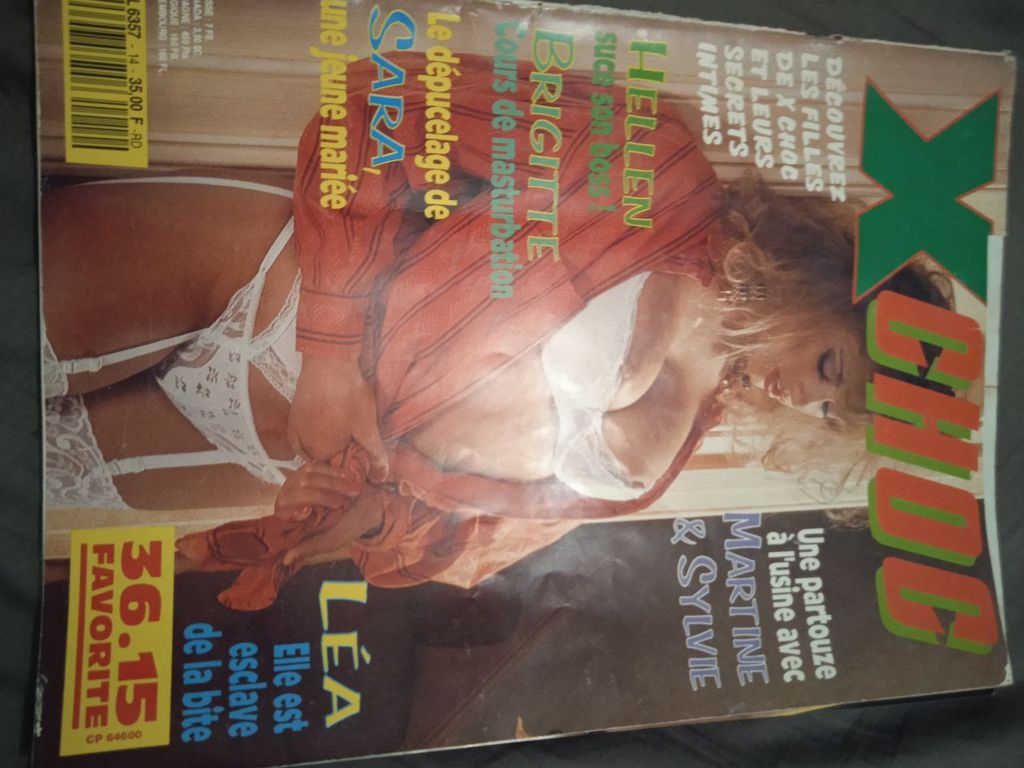 X CHOC
DÉCOUVREZ
LES FILLES
DE X CHOC
ET LEURS
SECRETS
INTIMES
HELLEN
suce son boss !
BRIGITTE
Cours de masturbation
Le dépucelage de
SARA,
une jeune mariée
Une partouze
à l'usine avec
MARTINE
& SYLVIE
LÉA
Elle est
esclave
de la bite
36.15
FAVORITE
CP 64600
6357 - 14 - 35,00 F -RD